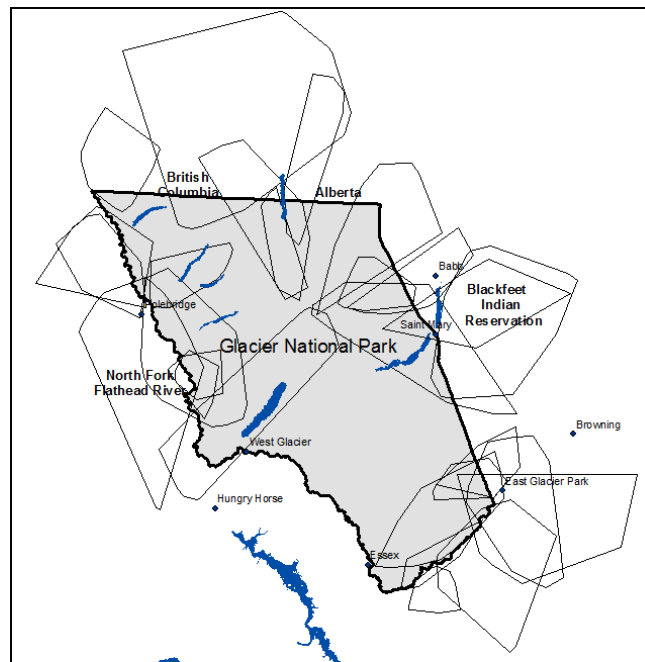 British
Columbia
Alberta
Babb
Blackfeet
Indian
Reservation
Polebridge
Saint Mary
Glacier National Park
North Fork
Flathead River
Browning
West Glacier
East Glacier Park
Hungry Horse
Essex